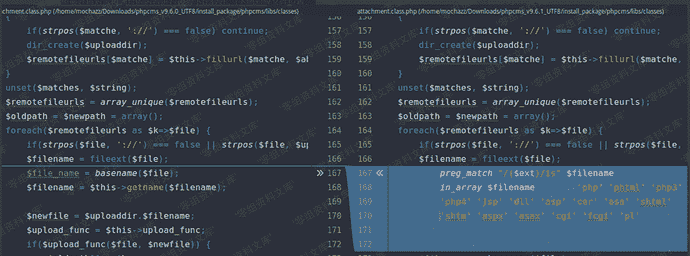 chment.class.php (/home/mochazz/Downloads/phpcms_v9.6.0_UTF8/install_package/phpcms/libs/classes)
156
if(strpos($matche, '://') === false) continue; 157
dir_create($uploaddir); 158
$remotefileurls[$matche] = $this->fillurl($matche, $al 159
} 160
unset($matches, $string); 161
$remotefileurls = array_unique($remotefileurls); 162
$oldpath = $newpath = array(); 163
foreach($remotefileurls as $k=>$file) { 164
if(strpos($file, '://') === false || strpos($file, $up 165
$filename = fileext($file); 166
$file_name = basename($file); 167
$filename = $this->getname($filename); 168
169
$newfile = $uploaddir.$filename; 170
$upload_func = $this->upload_func; 171
if($upload_func($file, $newfile)) { 172
attachment.class.php (/home/mochazz/Downloads/phpcms_v9.6.1_UTF8/install_package/phpcms/libs/classes)
156
157 if(strpos($matche, '://') === false) continue;
158 dir_create($uploaddir);
159 $remotefileurls[$matche] = $this->fillurl($matche,
160 }
161 unset($matches, $string);
162 $remotefileurls = array_unique($remotefileurls);
163 $oldpath = $newpath = array();
164 foreach($remotefileurls as $k=>$file) {
165 if(strpos($file, '://') === false || strpos($file,
166 $filename = fileext($file);
167 preg_match "/($ext)/is" $filename
168 in_array $filename 'php' 'phtml' 'php3'
169 'php4' 'jsp' 'dll' 'asp' 'cer' 'asa' 'shtml'
170 'shtm' 'aspx' 'asax' 'cgi' 'fcgi' 'pl'
171
172